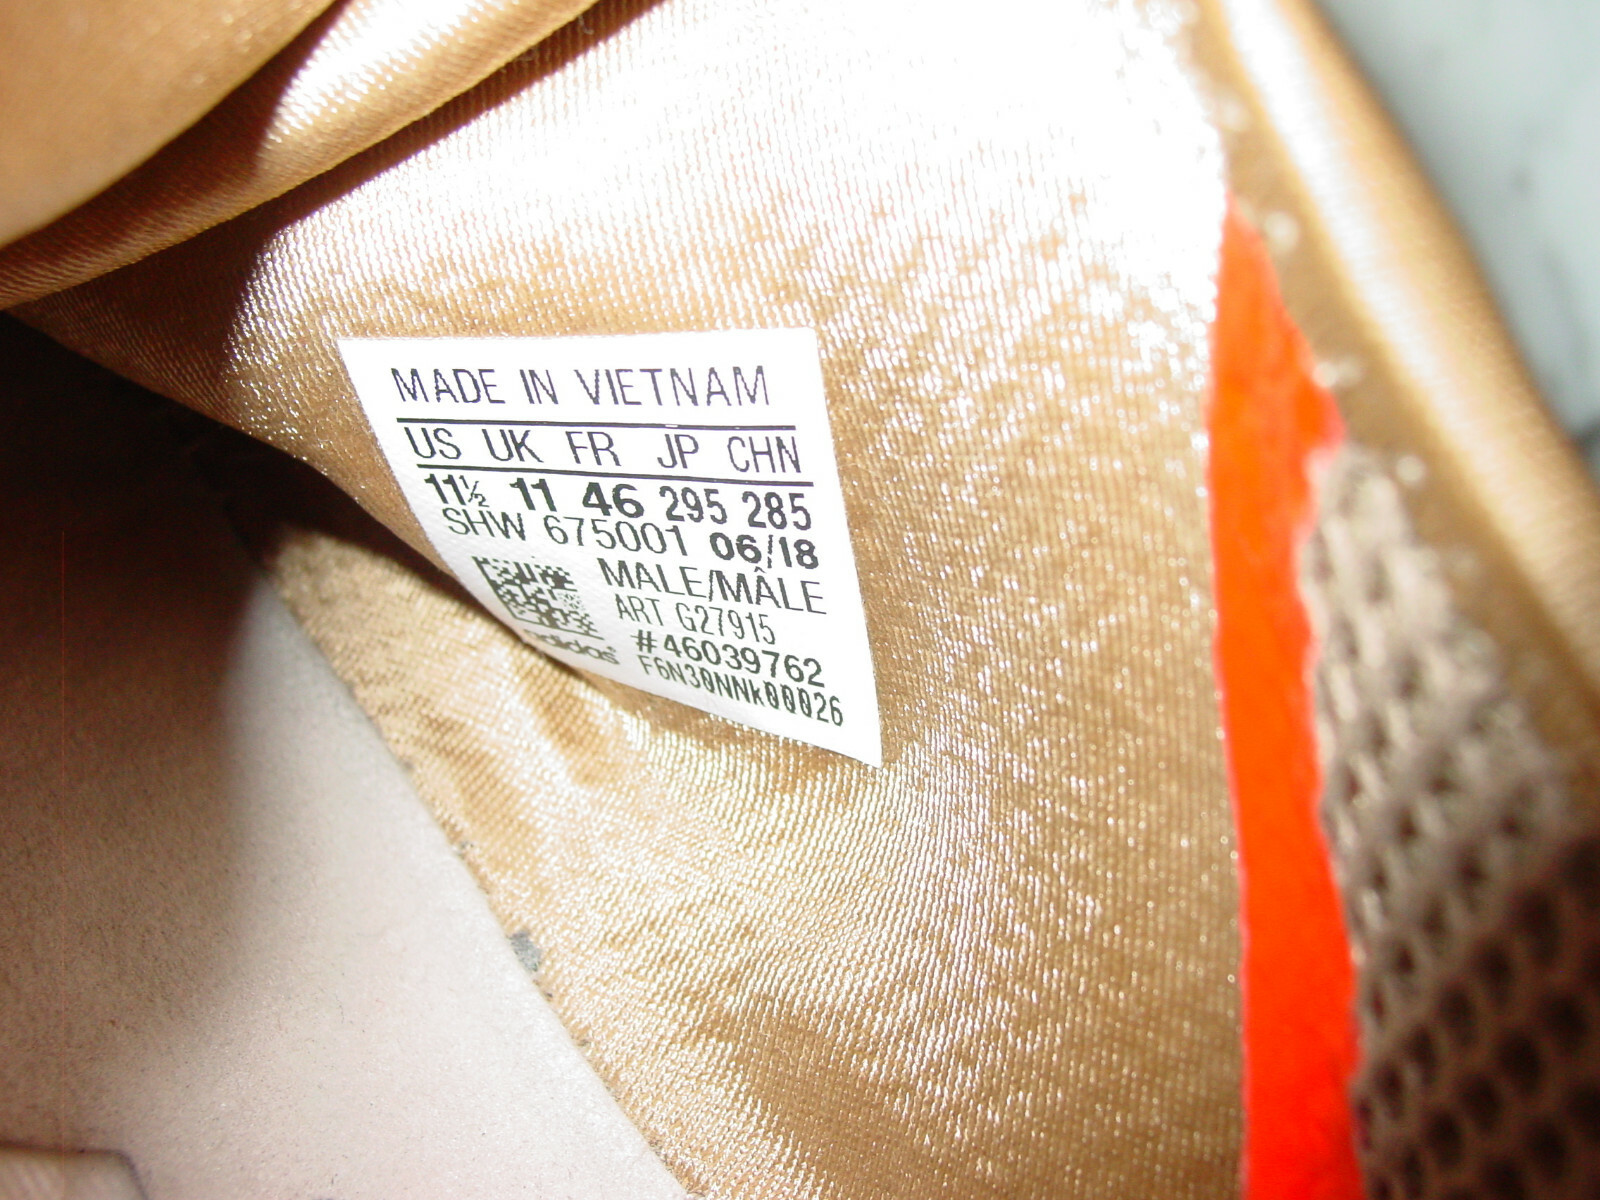 MADE IN VIETNAM
US UK FR JP CHN
11½ 11 46 295 285
SHW 675001 06/18
MALE/MÂLE
ART G27915
#46039762
adidas
F6N30NNk00026